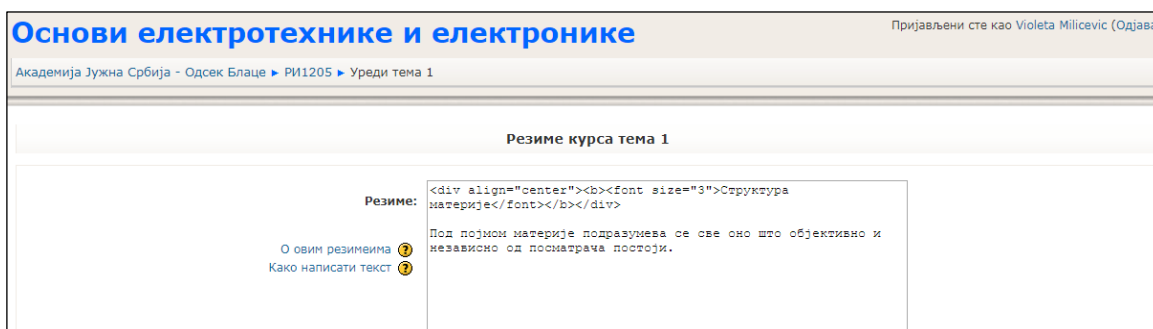 Основи електротехнике и електронике
Пријављени сте као Violeta Milicevic (Одјава
Академија Јужна Србија - Одсек Блаце ► РИ1205 ► Уреди тема 1
Резиме курса тема 1
Резиме:
<div align="center"><b><font size="3">Структура
материје</font></b></div>
Под појмом материје подразумева се све оно што објективно и
независно од посматрача постоји.
О овим резимеима ?
Како написати текст ?